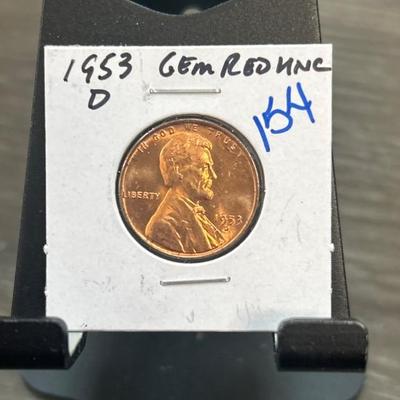 1953 GEM RED UNC
D
154
IN GOD WE TRUST
LIBERTY
1953
D